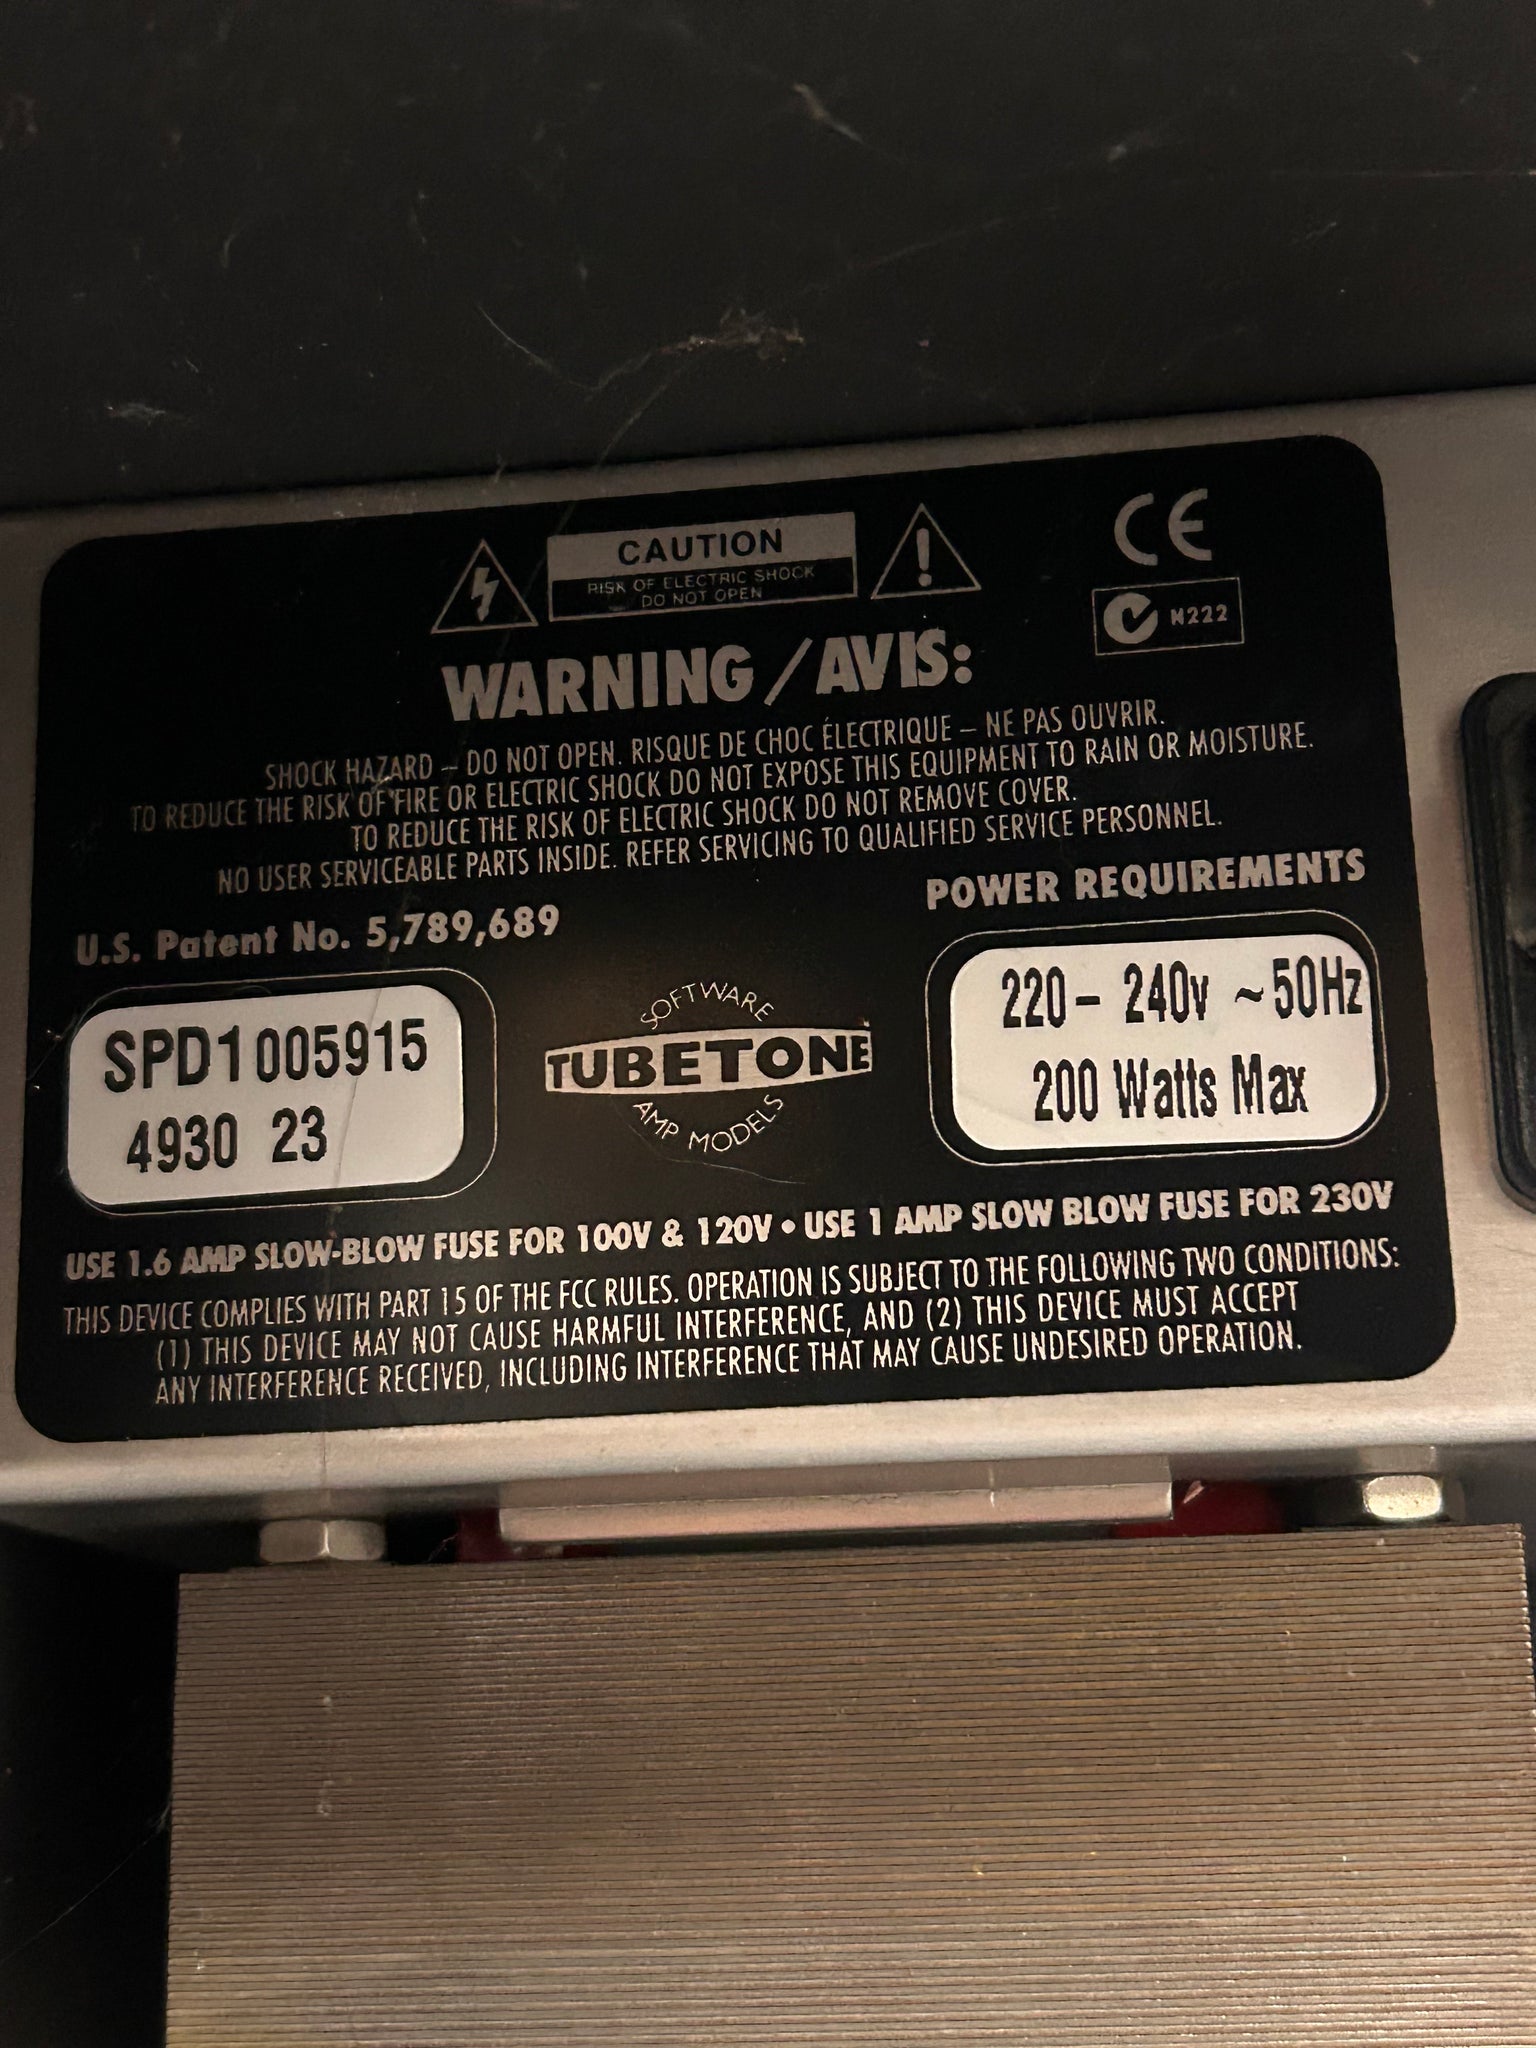 CAUTION
RISK OF ELECTRIC SHOCK
DO NOT OPEN
CE
N222
WARNING/AVIS:
SHOCK HAZARD – DO NOT OPEN. RISQUE DE CHOC ÉLECTRIQUE – NE PAS OUVRIR.
TO REDUCE THE RISK OF FIRE OR ELECTRIC SHOCK DO NOT EXPOSE THIS EQUIPMENT TO RAIN OR MOISTURE.
TO REDUCE THE RISK OF ELECTRIC SHOCK DO NOT REMOVE COVER.
NO USER SERVICEABLE PARTS INSIDE. REFER SERVICING TO QUALIFIED SERVICE PERSONNEL.
U.S. Patent No. 5,789,689
SPD1005915
4930 23
SOFTWARE
TUBETONE
AMP MODELS
POWER REQUIREMENTS
220- 240v ~50Hz
200 Watts Max
USE 1.6 AMP SLOW-BLOW FUSE FOR 100V & 120V • USE 1 AMP SLOW BLOW FUSE FOR 230V
THIS DEVICE COMPLIES WITH PART 15 OF THE FCC RULES. OPERATION IS SUBJECT TO THE FOLLOWING TWO CONDITIONS:
(1) THIS DEVICE MAY NOT CAUSE HARMFUL INTERFERENCE, AND (2) THIS DEVICE MUST ACCEPT
ANY INTERFERENCE RECEIVED, INCLUDING INTERFERENCE THAT MAY CAUSE UNDESIRED OPERATION.